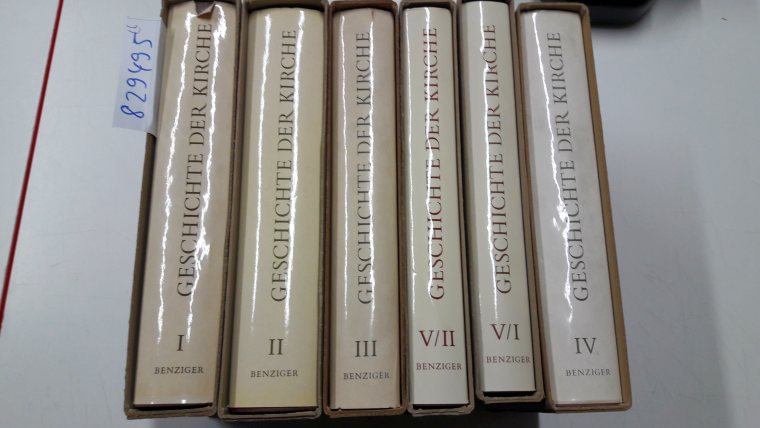 829495"
GESCHICHTE DER KIRCHE
I
BENZIGER
GESCHICHTE DER KIRCHE
II
BENZIGER
GESCHICHTE DER KIRCHE
III
BENZIGER
GESCHICHTE DER KIRCHE
V/II
BENZIGER
GESCHICHTE DER KIRCHE
V/I
BENZIGER
GESCHICHTE DER KIRCHE
IV
BENZIGER